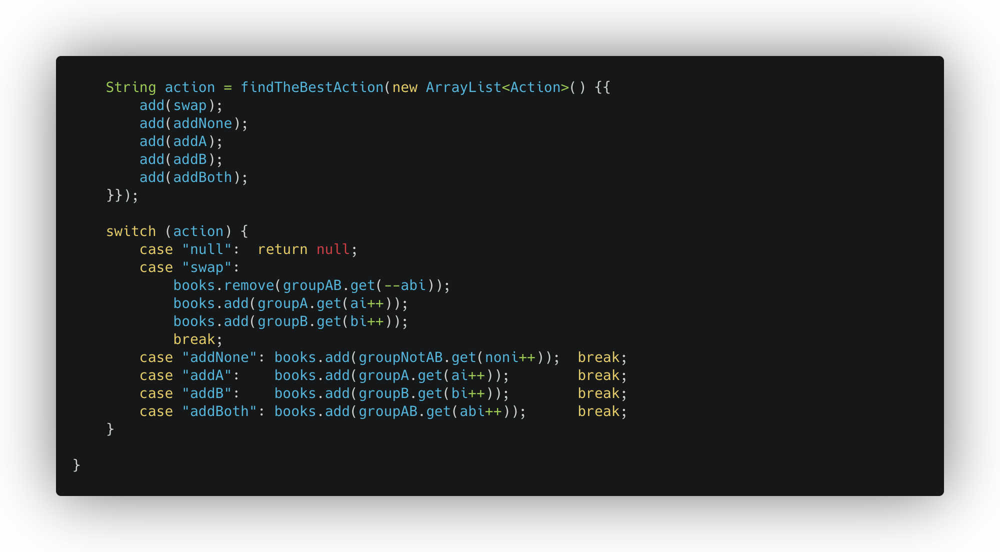 String action = findTheBestAction(new ArrayList<Action>() {{
add(swap);
add(addNone);
add(addA);
add(addB);
add(addBoth);
}});
switch (action) {
case "null":  return null;
case "swap":
books.remove(groupAB.get(--abi));
books.add(groupA.get(ai++));
books.add(groupB.get(bi++));
break;
case "addNone": books.add(groupNotAB.get(noni++));  break;
case "addA":    books.add(groupA.get(ai++));        break;
case "addB":    books.add(groupB.get(bi++));        break;
case "addBoth": books.add(groupAB.get(abi++));      break;
}
}